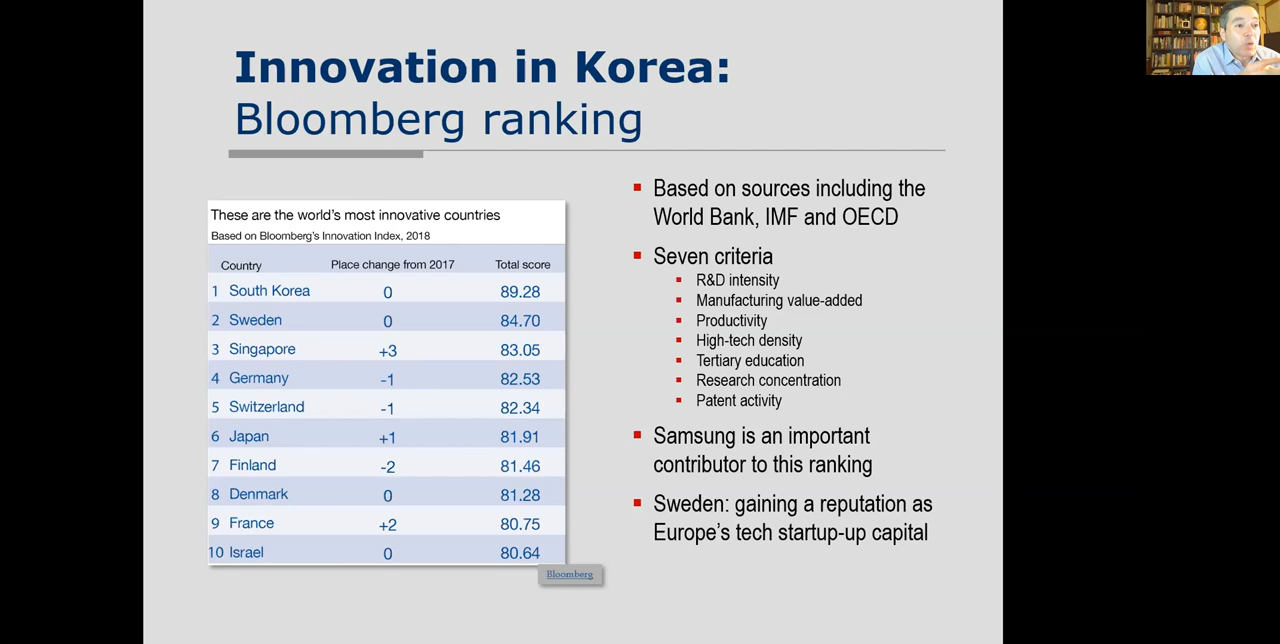 Innovation in Korea:
Bloomberg ranking
These are the world's most innovative countries
Based on Bloomberg's Innovation Index, 2018
Country Place change from 2017 Total score
1 South Korea 0 89.28
2 Sweden 0 84.70
3 Singapore +3 83.05
4 Germany -1 82.53
5 Switzerland -1 82.34
6 Japan +1 81.91
7 Finland -2 81.46
8 Denmark 0 81.28
9 France +2 80.75
10 Israel 0 80.64
Bloomberg
Based on sources including the
World Bank, IMF and OECD
Seven criteria
R&D intensity
Manufacturing value-added
Productivity
High-tech density
Tertiary education
Research concentration
Patent activity
Samsung is an important
contributor to this ranking
Sweden: gaining a reputation as
Europe's tech startup-up capital